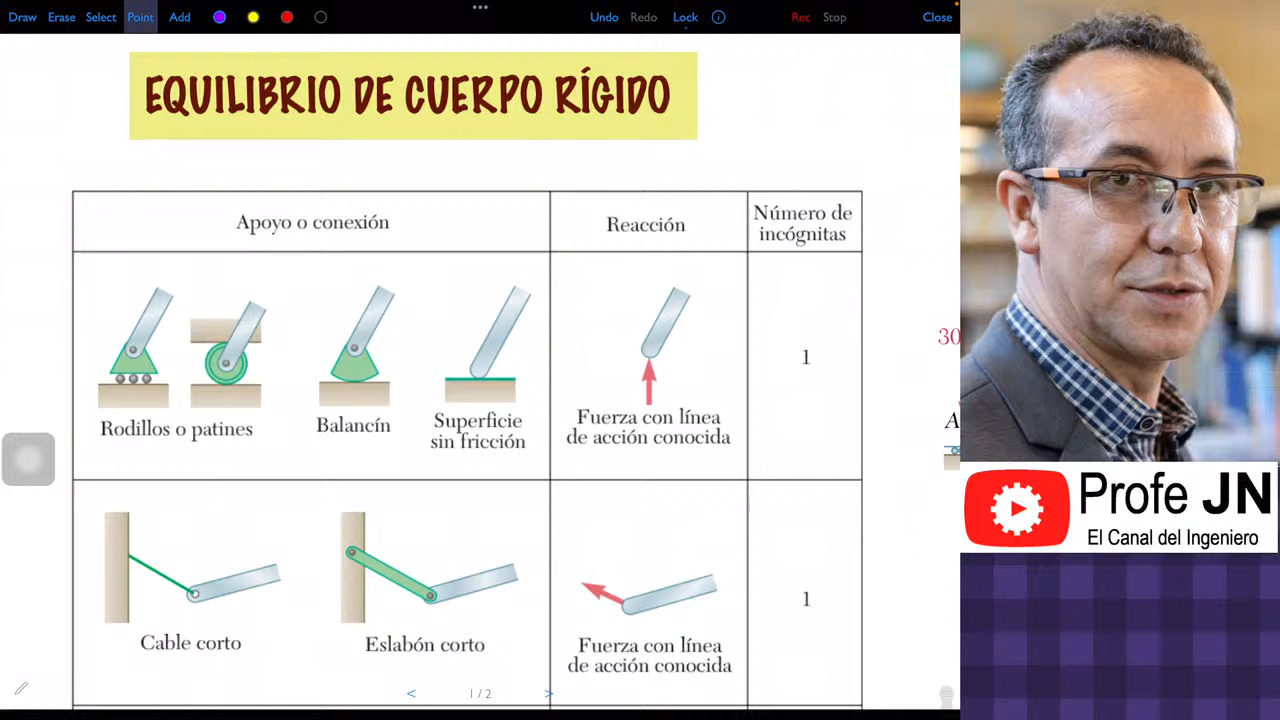 Draw Erase Select Point Add Undo Redo Lock Rec Stop Close
EQUILIBRIO DE CUERPO RÍGIDO
Apoyo o conexión
Reacción
Número de
incógnitas
Rodillos o patines
Balancín
Superficie
sin fricción
Fuerza con línea
de acción conocida
1
Cable corto
Eslabón corto
Fuerza con línea
de acción conocida
1
< 1 / 2 >
30
A
Profe JN
El Canal del Ingeniero